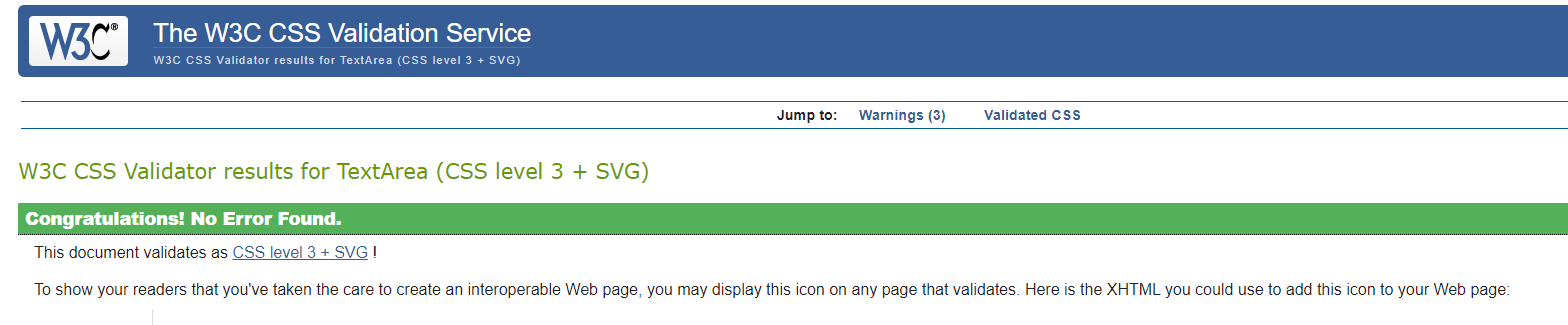 W3C® The W3C CSS Validation Service
W3C CSS Validator results for TextArea (CSS level 3 + SVG)
Jump to: Warnings (3) Validated CSS
W3C CSS Validator results for TextArea (CSS level 3 + SVG)
Congratulations! No Error Found.
This document validates as CSS level 3 + SVG !
To show your readers that you've taken the care to create an interoperable Web page, you may display this icon on any page that validates. Here is the XHTML you could use to add this icon to your Web page: